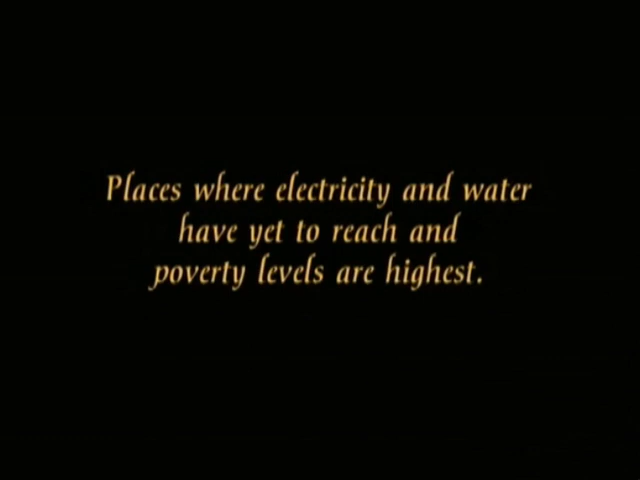 Places where electricity and water
have yet to reach and
poverty levels are highest.